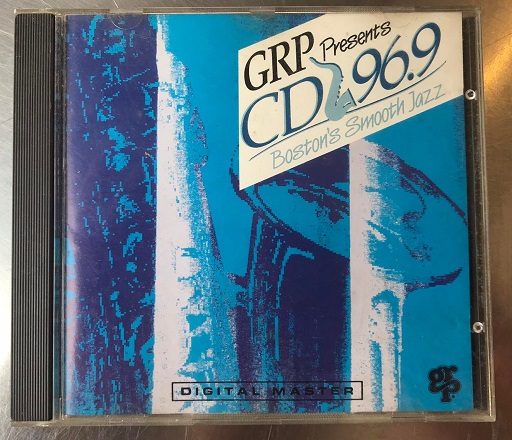 GRP Presents
CD 96.9
Boston's Smooth Jazz
DIGITAL MASTER
grp.